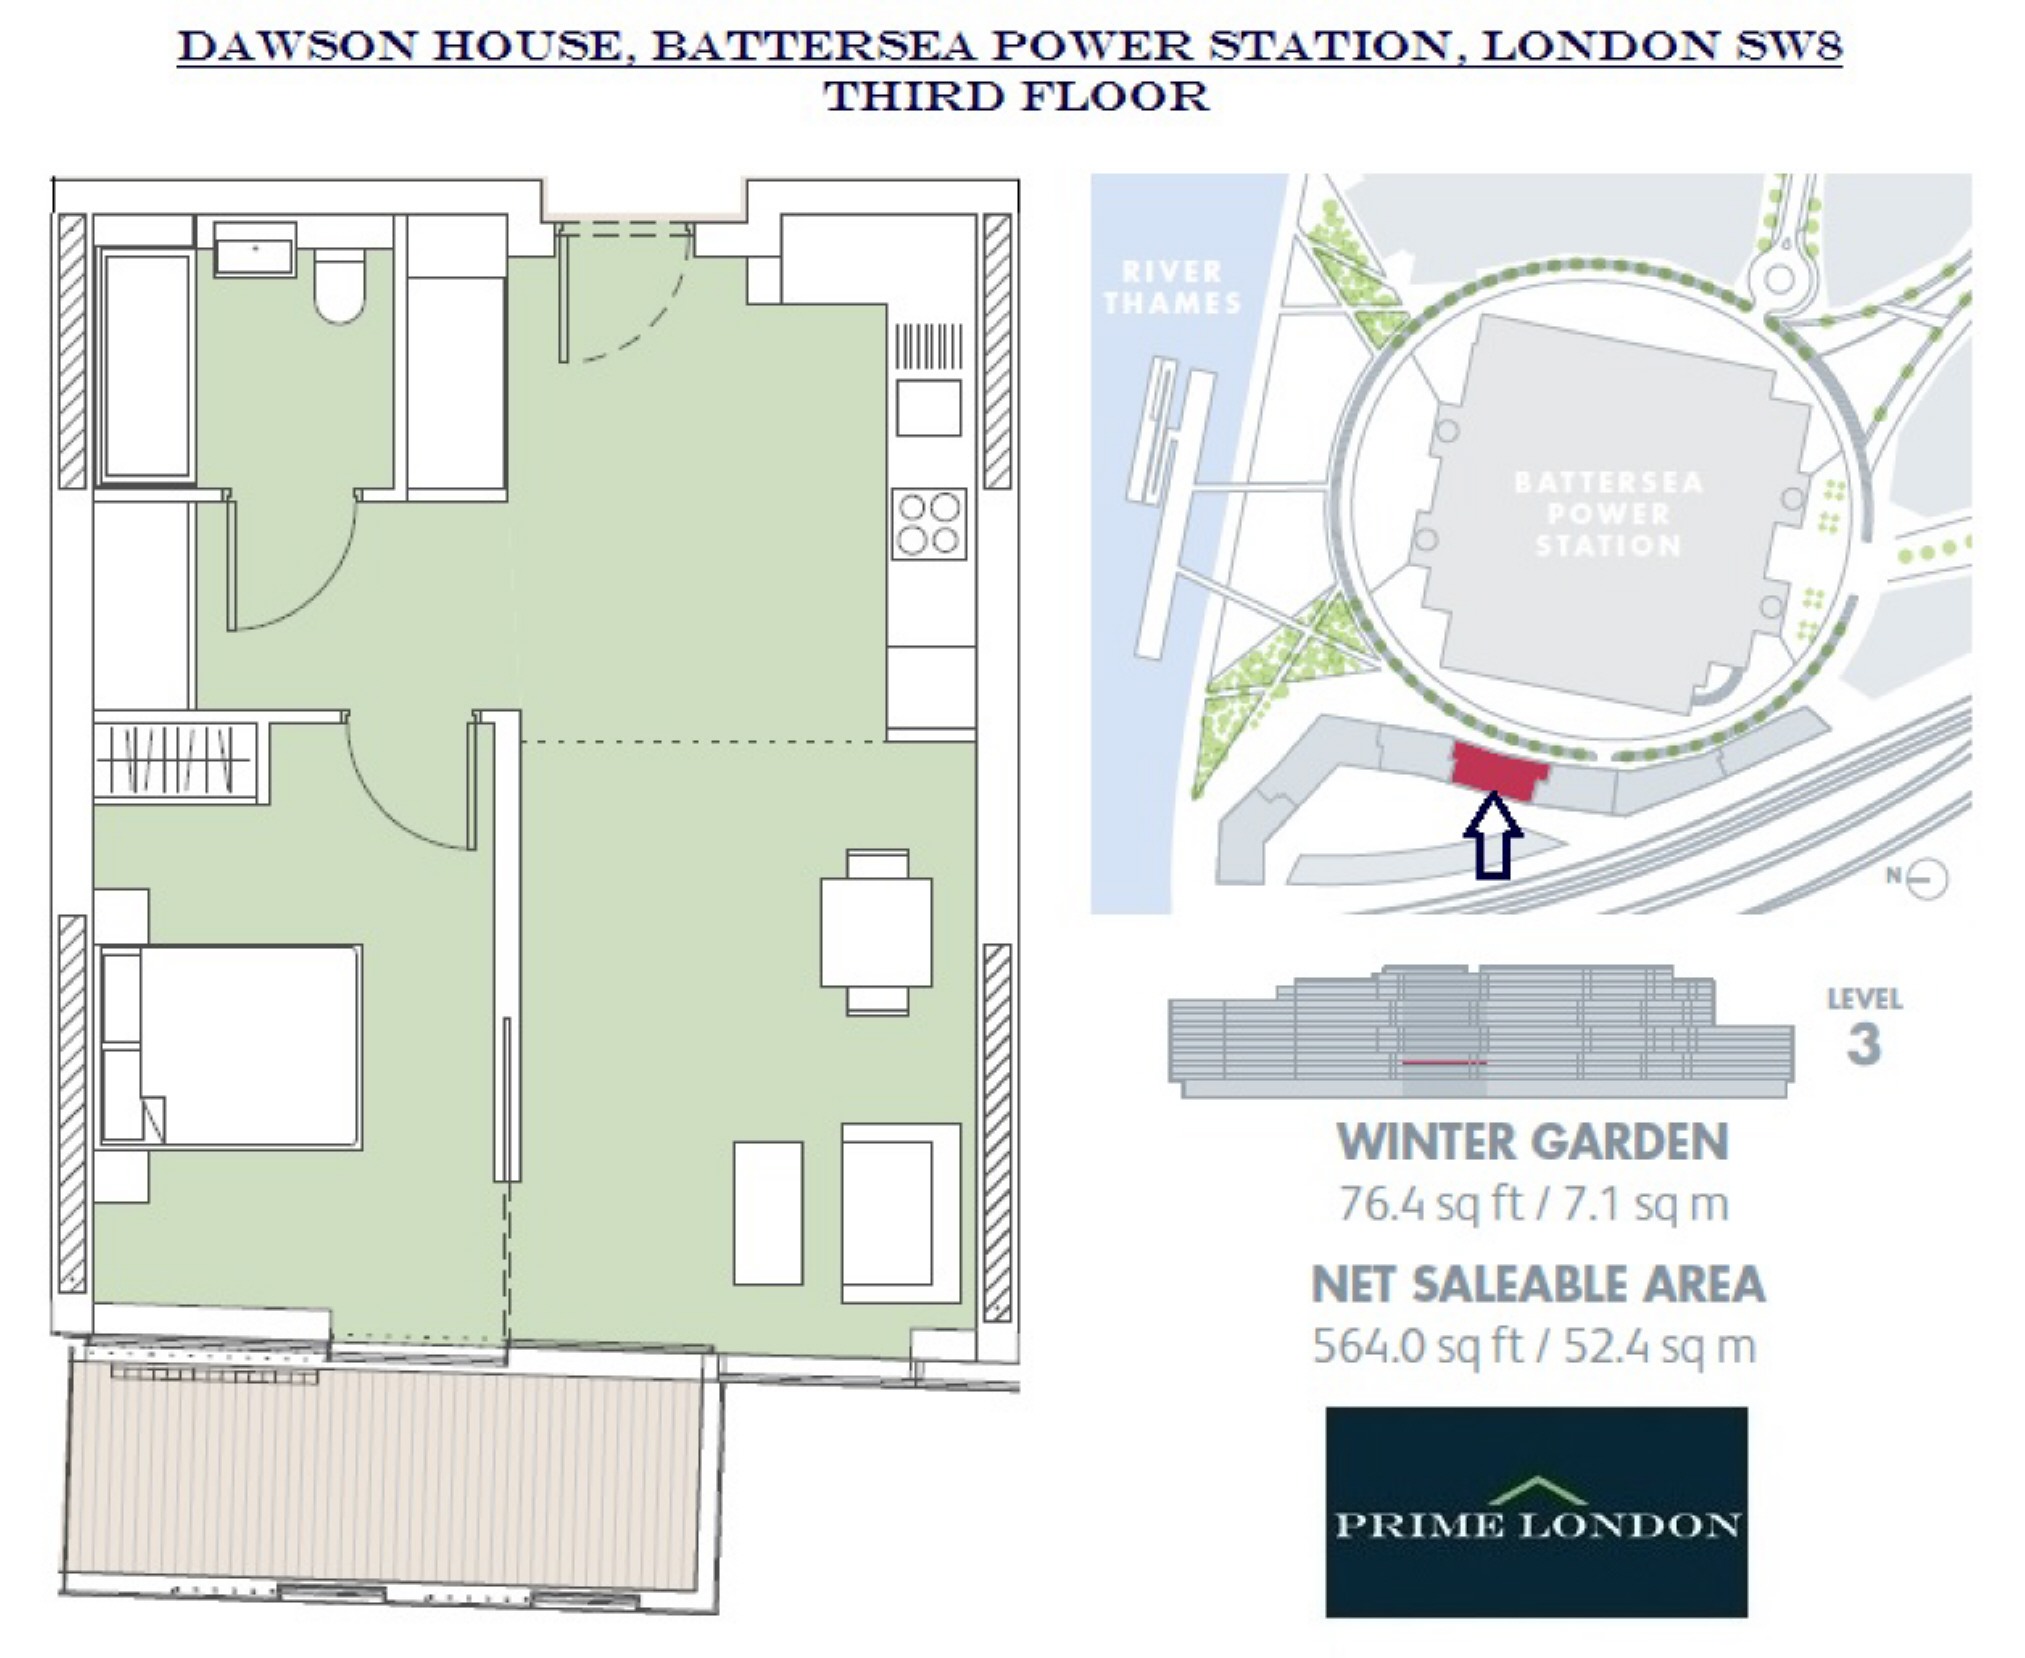 DAWSON HOUSE, BATTERSEA POWER STATION, LONDON SW8
THIRD FLOOR
RIVER
THAMES
BATTERSEA
POWER
STATION
N
LEVEL
3
WINTER GARDEN
76.4 sq ft / 7.1 sq m
NET SALEABLE AREA
564.0 sq ft / 52.4 sq m
PRIME LONDON